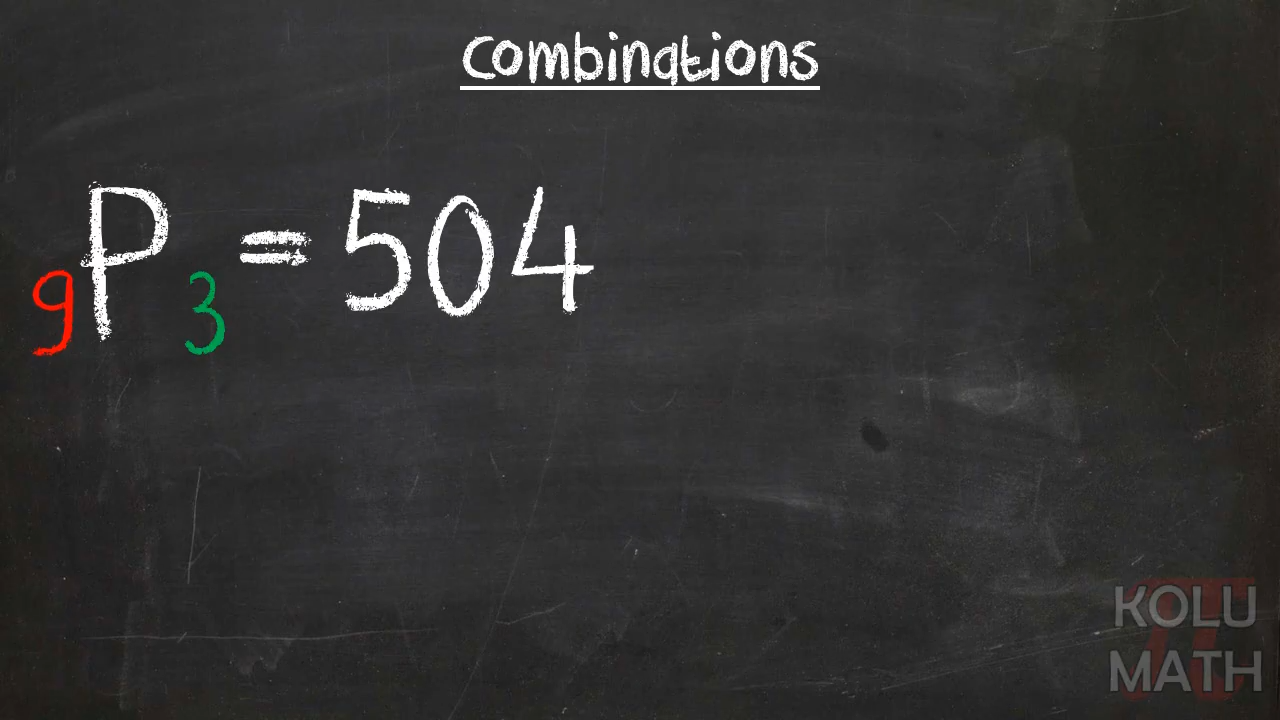 Combinations
9P3 = 504
KOLU
MATH